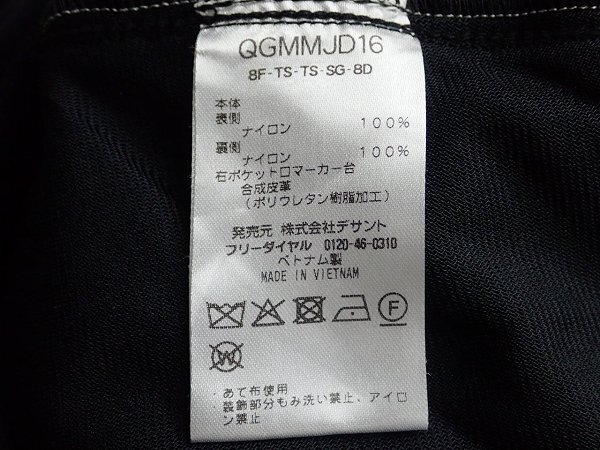 QGMMJD16
8F-TS-TS-SG-8D
本体
表側
ナイロン 100%
裏側
ナイロン 100%
右ポケット口マーカー台
合成皮革
(ポリウレタン樹脂加工)
発売元 株式会社デサント
フリーダイヤル 0120-46-0310
ベトナム製
MADE IN VIETNAM
F
W
・あて布使用
・装飾部分もみ洗い禁止、アイロ
ン禁止